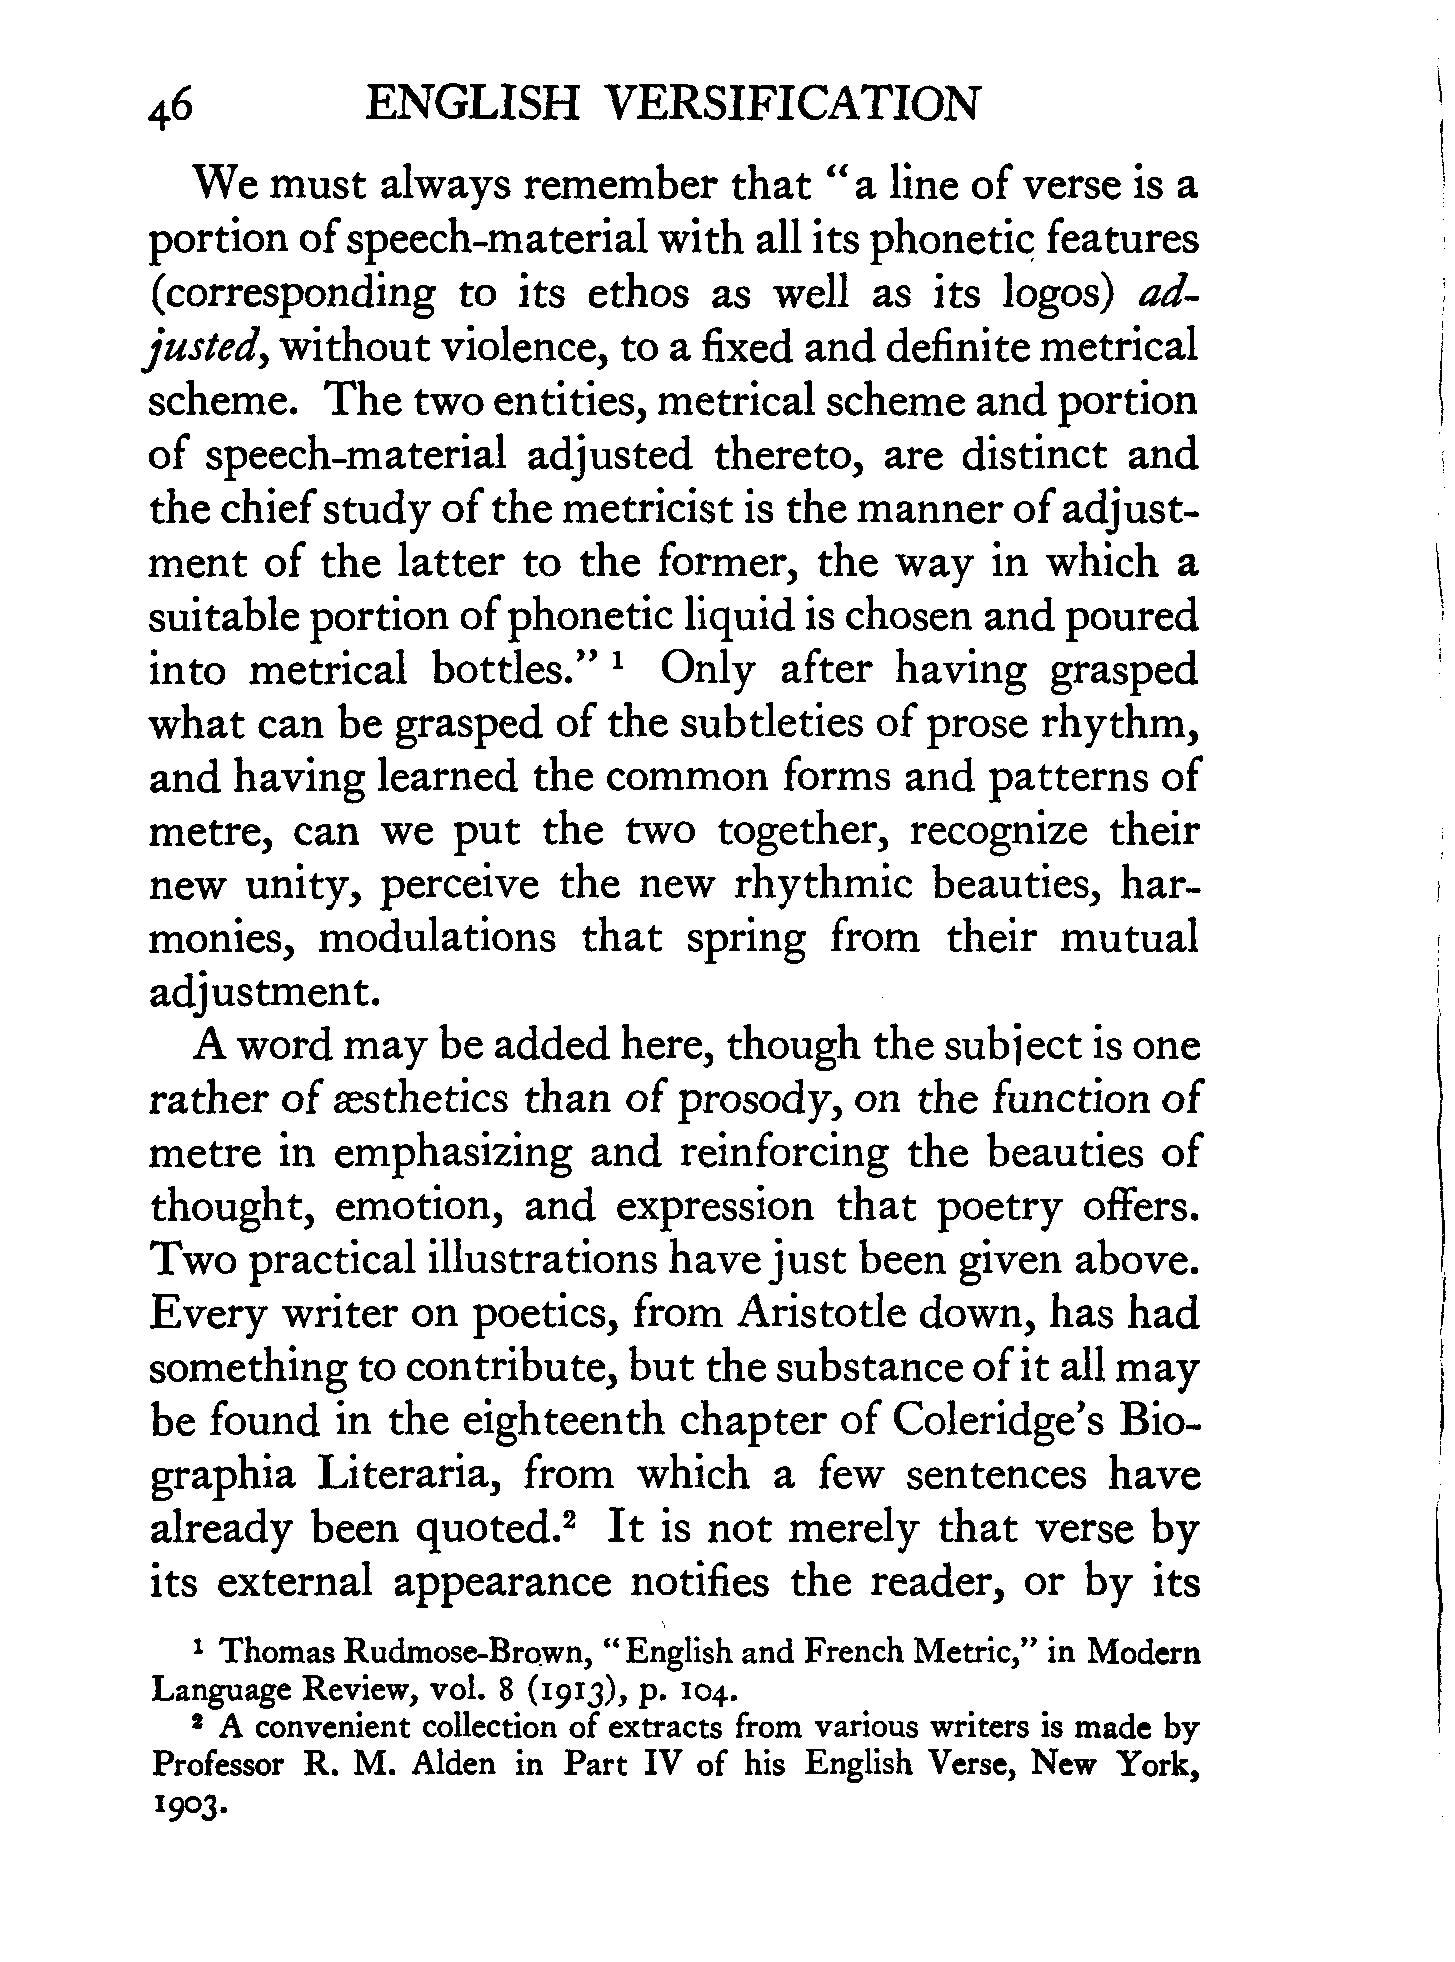 46 ENGLISH VERSIFICATION
We must always remember that “a line of verse is a
portion of speech-material with all its phonetic features
(corresponding to its ethos as well as its logos) ad-
justed, without violence, to a fixed and definite metrical
scheme. The two entities, metrical scheme and portion
of speech-material adjusted thereto, are distinct and
the chief study of the metricist is the manner of adjust-
ment of the latter to the former, the way in which a
suitable portion of phonetic liquid is chosen and poured
into metrical bottles.” ¹ Only after having grasped
what can be grasped of the subtleties of prose rhythm,
and having learned the common forms and patterns of
metre, can we put the two together, recognize their
new unity, perceive the new rhythmic beauties, har-
monies, modulations that spring from their mutual
adjustment.
A word may be added here, though the subject is one
rather of æsthetics than of prosody, on the function of
metre in emphasizing and reinforcing the beauties of
thought, emotion, and expression that poetry offers.
Two practical illustrations have just been given above.
Every writer on poetics, from Aristotle down, has had
something to contribute, but the substance of it all may
be found in the eighteenth chapter of Coleridge’s Bio-
graphia Literaria, from which a few sentences have
already been quoted.² It is not merely that verse by
its external appearance notifies the reader, or by its
¹ Thomas Rudmose-Brown, “English and French Metric,” in Modern
Language Review, vol. 8 (1913), p. 104.
² A convenient collection of extracts from various writers is made by
Professor R. M. Alden in Part IV of his English Verse, New York,
1903.